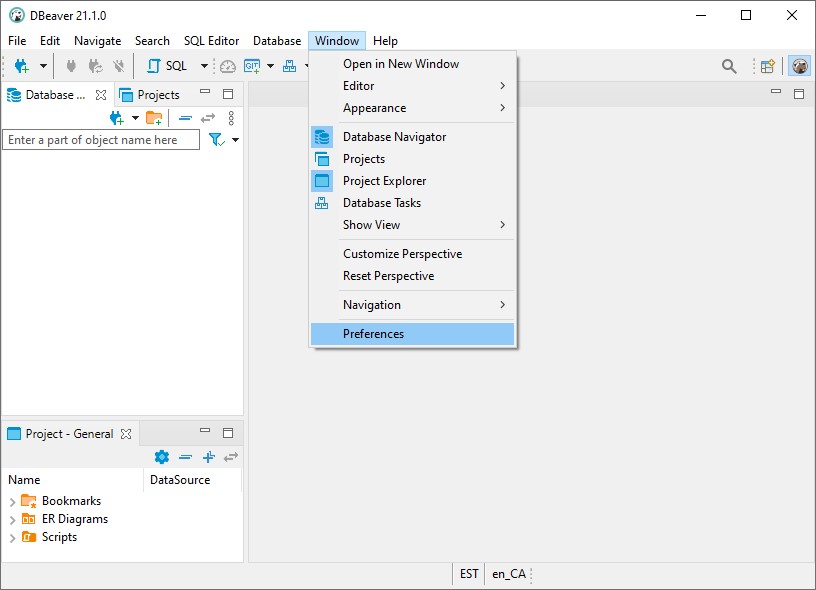 DBeaver 21.1.0
File Edit Navigate Search SQL Editor Database Window Help
GIT SQL
Database ... Projects
Enter a part of object name here
Open in New Window
Editor
Appearance
Database Navigator
Projects
Project Explorer
Database Tasks
Show View
Customize Perspective
Reset Perspective
Navigation
Preferences
Project - General
Name DataSource
Bookmarks
ER Diagrams
Scripts
EST en_CA